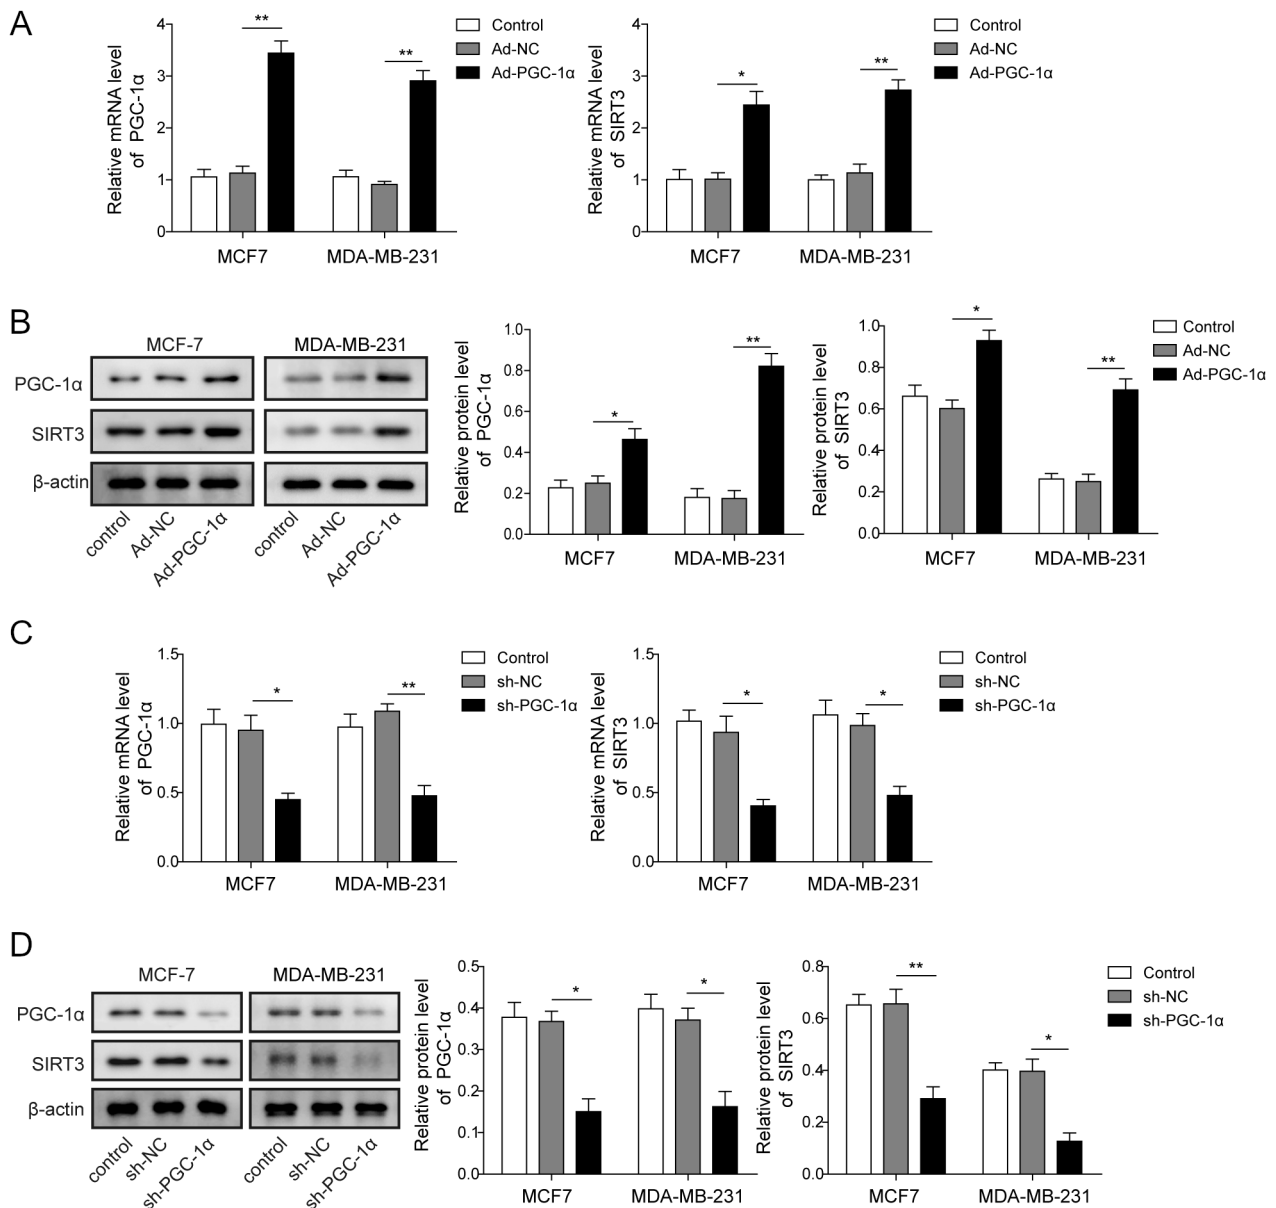 A
Relative mRNA level
of PGC-1α
4
3
2
1
0
**
**
MCF7
MDA-MB-231
Control
Ad-NC
Ad-PGC-1α
Relative mRNA level
of SIRT3
4
3
2
1
0
*
**
MCF7
MDA-MB-231
Control
Ad-NC
Ad-PGC-1α
B
MCF-7
MDA-MB-231
PGC-1α
SIRT3
β-actin
control
Ad-NC
Ad-PGC-1α
control
Ad-NC
Ad-PGC-1α
Relative protein level
of PGC-1α
1.0
0.8
0.6
0.4
0.2
0.0
*
**
MCF7
MDA-MB-231
Relative protein level
of SIRT3
1.0
0.8
0.6
0.4
0.2
0.0
*
**
MCF7
MDA-MB-231
Control
Ad-NC
Ad-PGC-1α
C
Relative mRNA level
of PGC-1α
1.5
1.0
0.5
0.0
*
**
MCF7
MDA-MB-231
Control
sh-NC
sh-PGC-1α
Relative mRNA level
of SIRT3
1.5
1.0
0.5
0.0
*
*
MCF7
MDA-MB-231
Control
sh-NC
sh-PGC-1α
D
MCF-7
MDA-MB-231
PGC-1α
SIRT3
β-actin
control
sh-NC
sh-PGC-1α
control
sh-NC
sh-PGC-1α
Relative protein level
of PGC-1α
0.5
0.4
0.3
0.2
0.1
0.0
*
*
MCF7
MDA-MB-231
Relative protein level
of SIRT3
0.8
0.6
0.4
0.2
0.0
**
*
MCF7
MDA-MB-231
Control
sh-NC
sh-PGC-1α